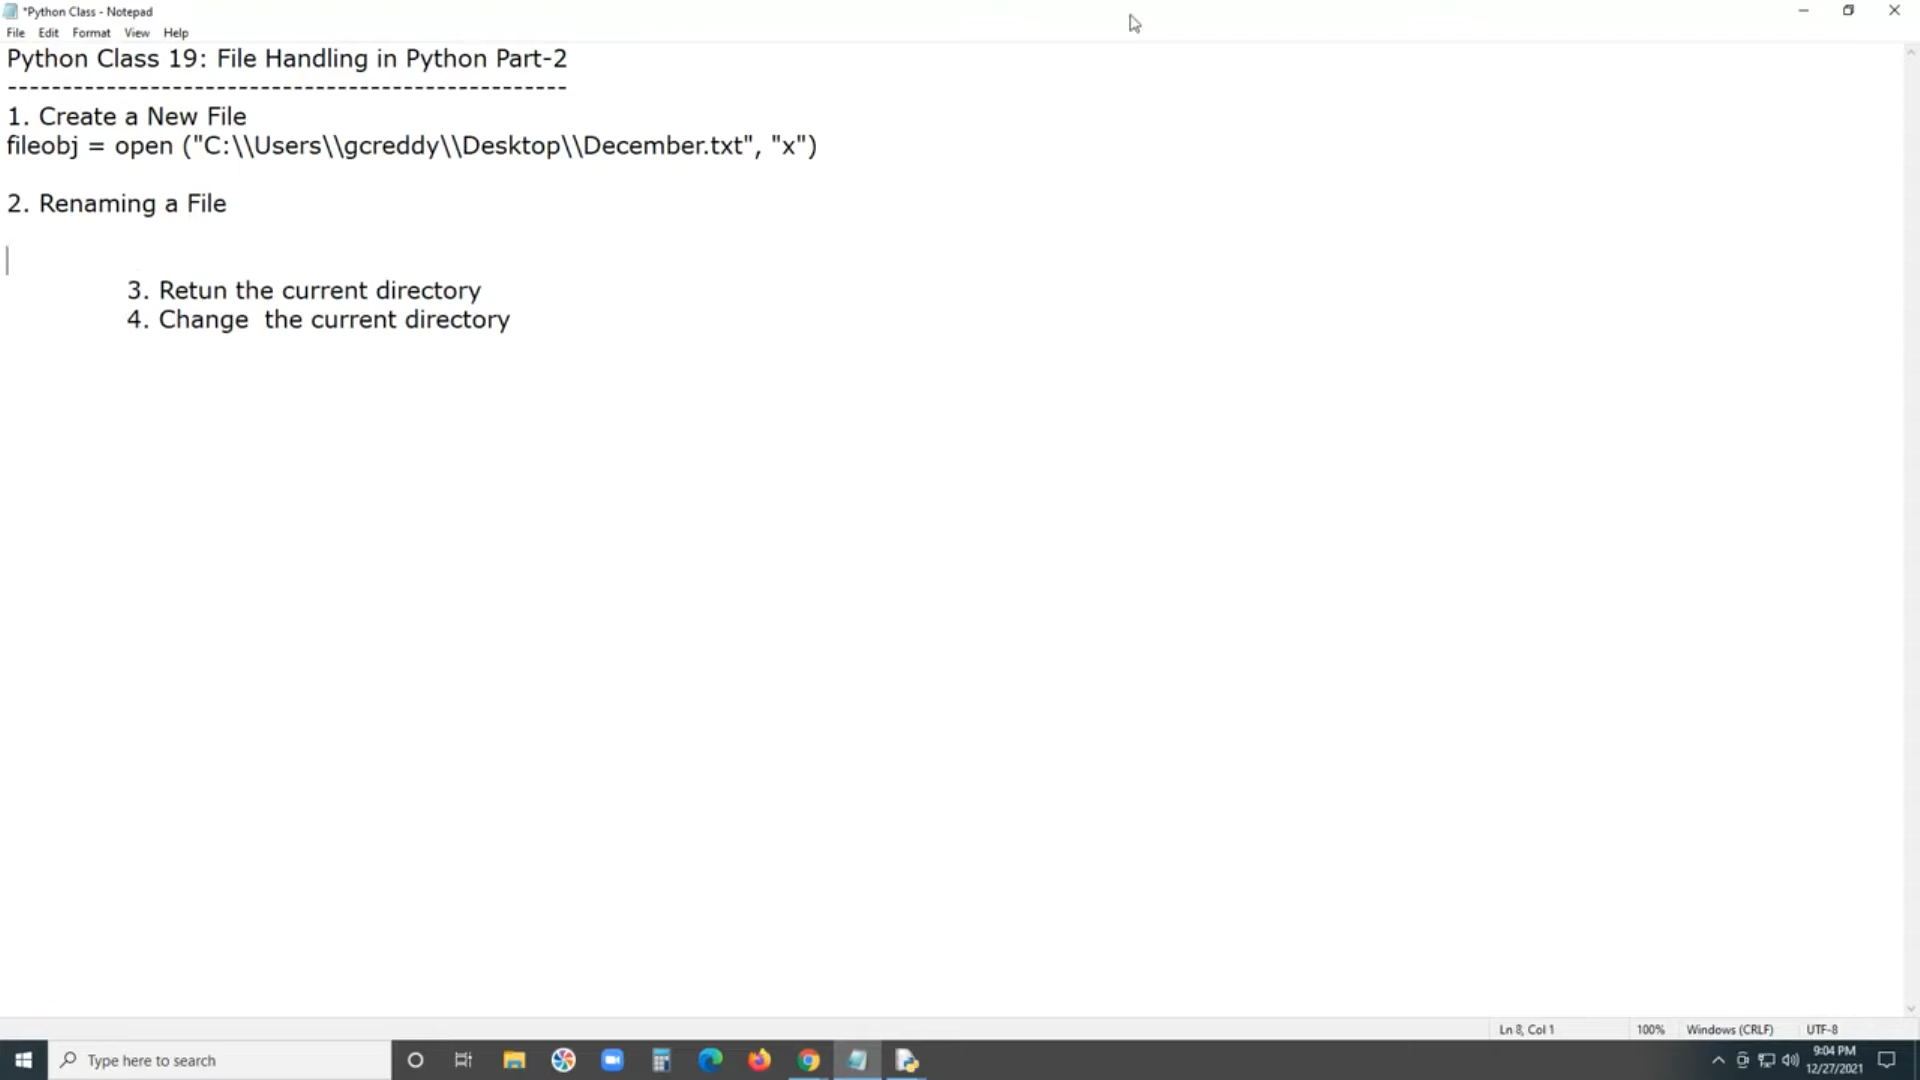 *Python Class - Notepad
File Edit Format View Help
Python Class 19: File Handling in Python Part-2
---------------------------------------------------
1. Create a New File
fileobj = open ("C:\\Users\\gcreddy\\Desktop\\December.txt", "x")
2. Renaming a File
3. Retun the current directory
4. Change  the current directory
Ln 8, Col 1 100% Windows (CRLF) UTF-8
Type here to search
9:04 PM
12/27/2021